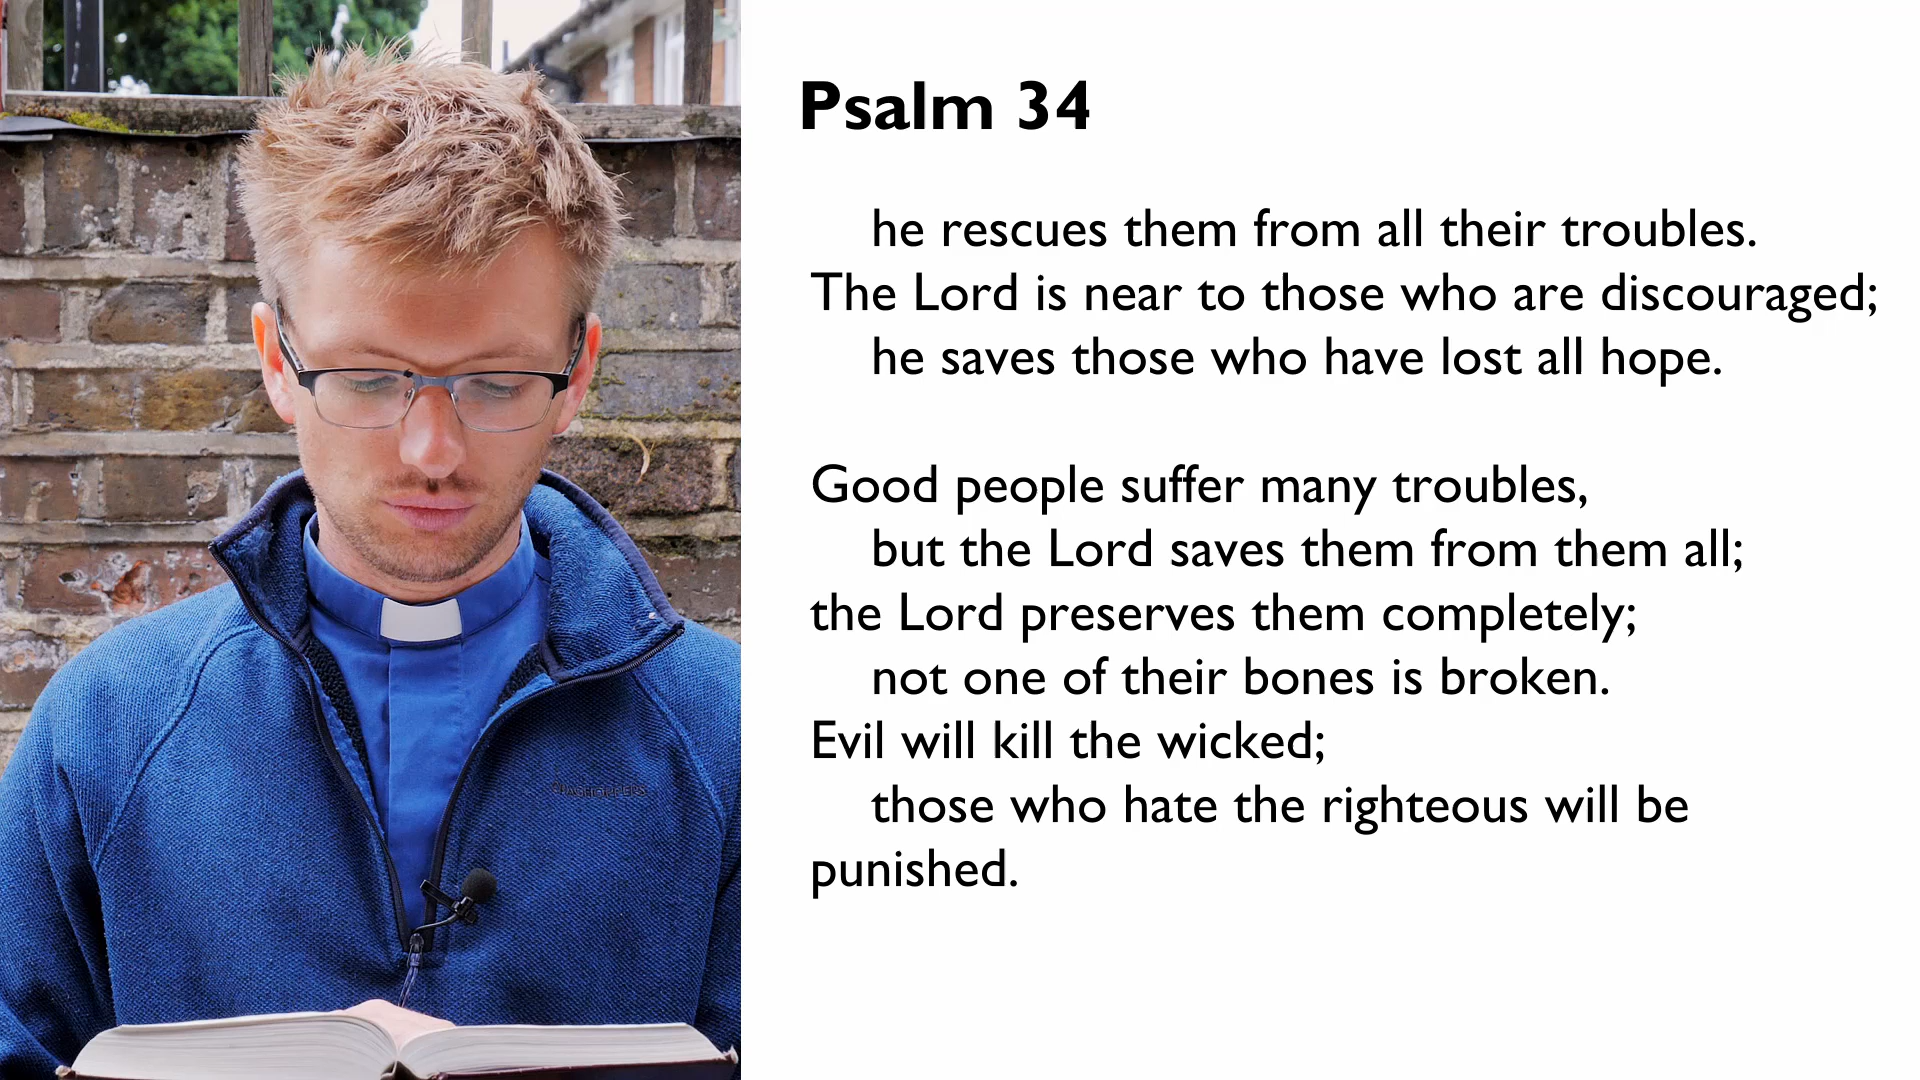 Psalm 34
he rescues them from all their troubles.
The Lord is near to those who are discouraged;
he saves those who have lost all hope.
Good people suffer many troubles,
but the Lord saves them from them all;
the Lord preserves them completely;
not one of their bones is broken.
Evil will kill the wicked;
those who hate the righteous will be
punished.